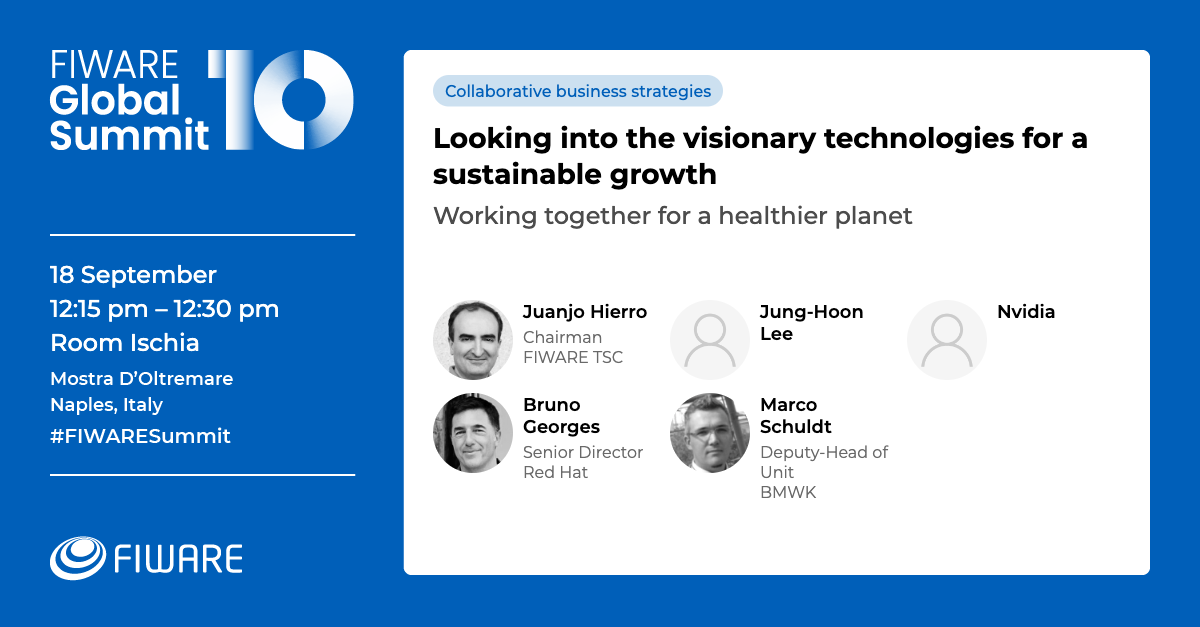 FIWARE
Global
Summit
10
18 September
12:15 pm – 12:30 pm
Room Ischia
Mostra D’Oltremare
Naples, Italy
#FIWARESummit
FIWARE
Collaborative business strategies
Looking into the visionary technologies for a
sustainable growth
Working together for a healthier planet
Juanjo Hierro
Chairman
FIWARE TSC
Jung-Hoon
Lee
Nvidia
Bruno
Georges
Senior Director
Red Hat
Marco
Schuldt
Deputy-Head of
Unit
BMWK